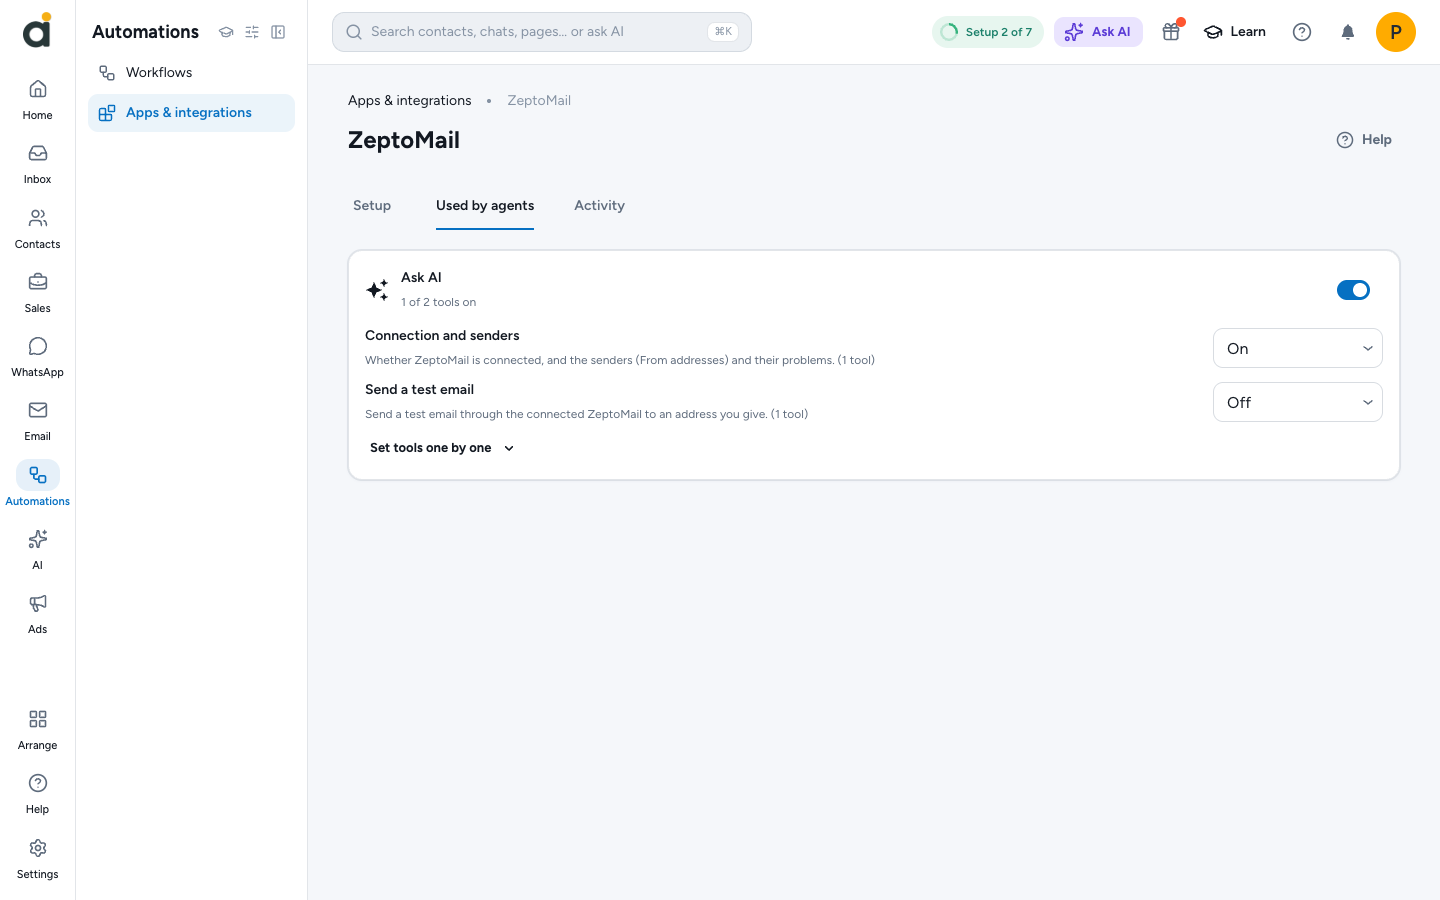 Automations
Search contacts, chats, pages... or ask AI
⌘K
Setup 2 of 7
Ask AI
Learn
P
Home
Inbox
Contacts
Sales
WhatsApp
Email
Automations
AI
Ads
Arrange
Help
Settings
Workflows
Apps & integrations
Apps & integrations • ZeptoMail
ZeptoMail
Help
Setup
Used by agents
Activity
Ask AI
1 of 2 tools on
Connection and senders
Whether ZeptoMail is connected, and the senders (From addresses) and their problems. (1 tool)
On
Send a test email
Send a test email through the connected ZeptoMail to an address you give. (1 tool)
Off
Set tools one by one